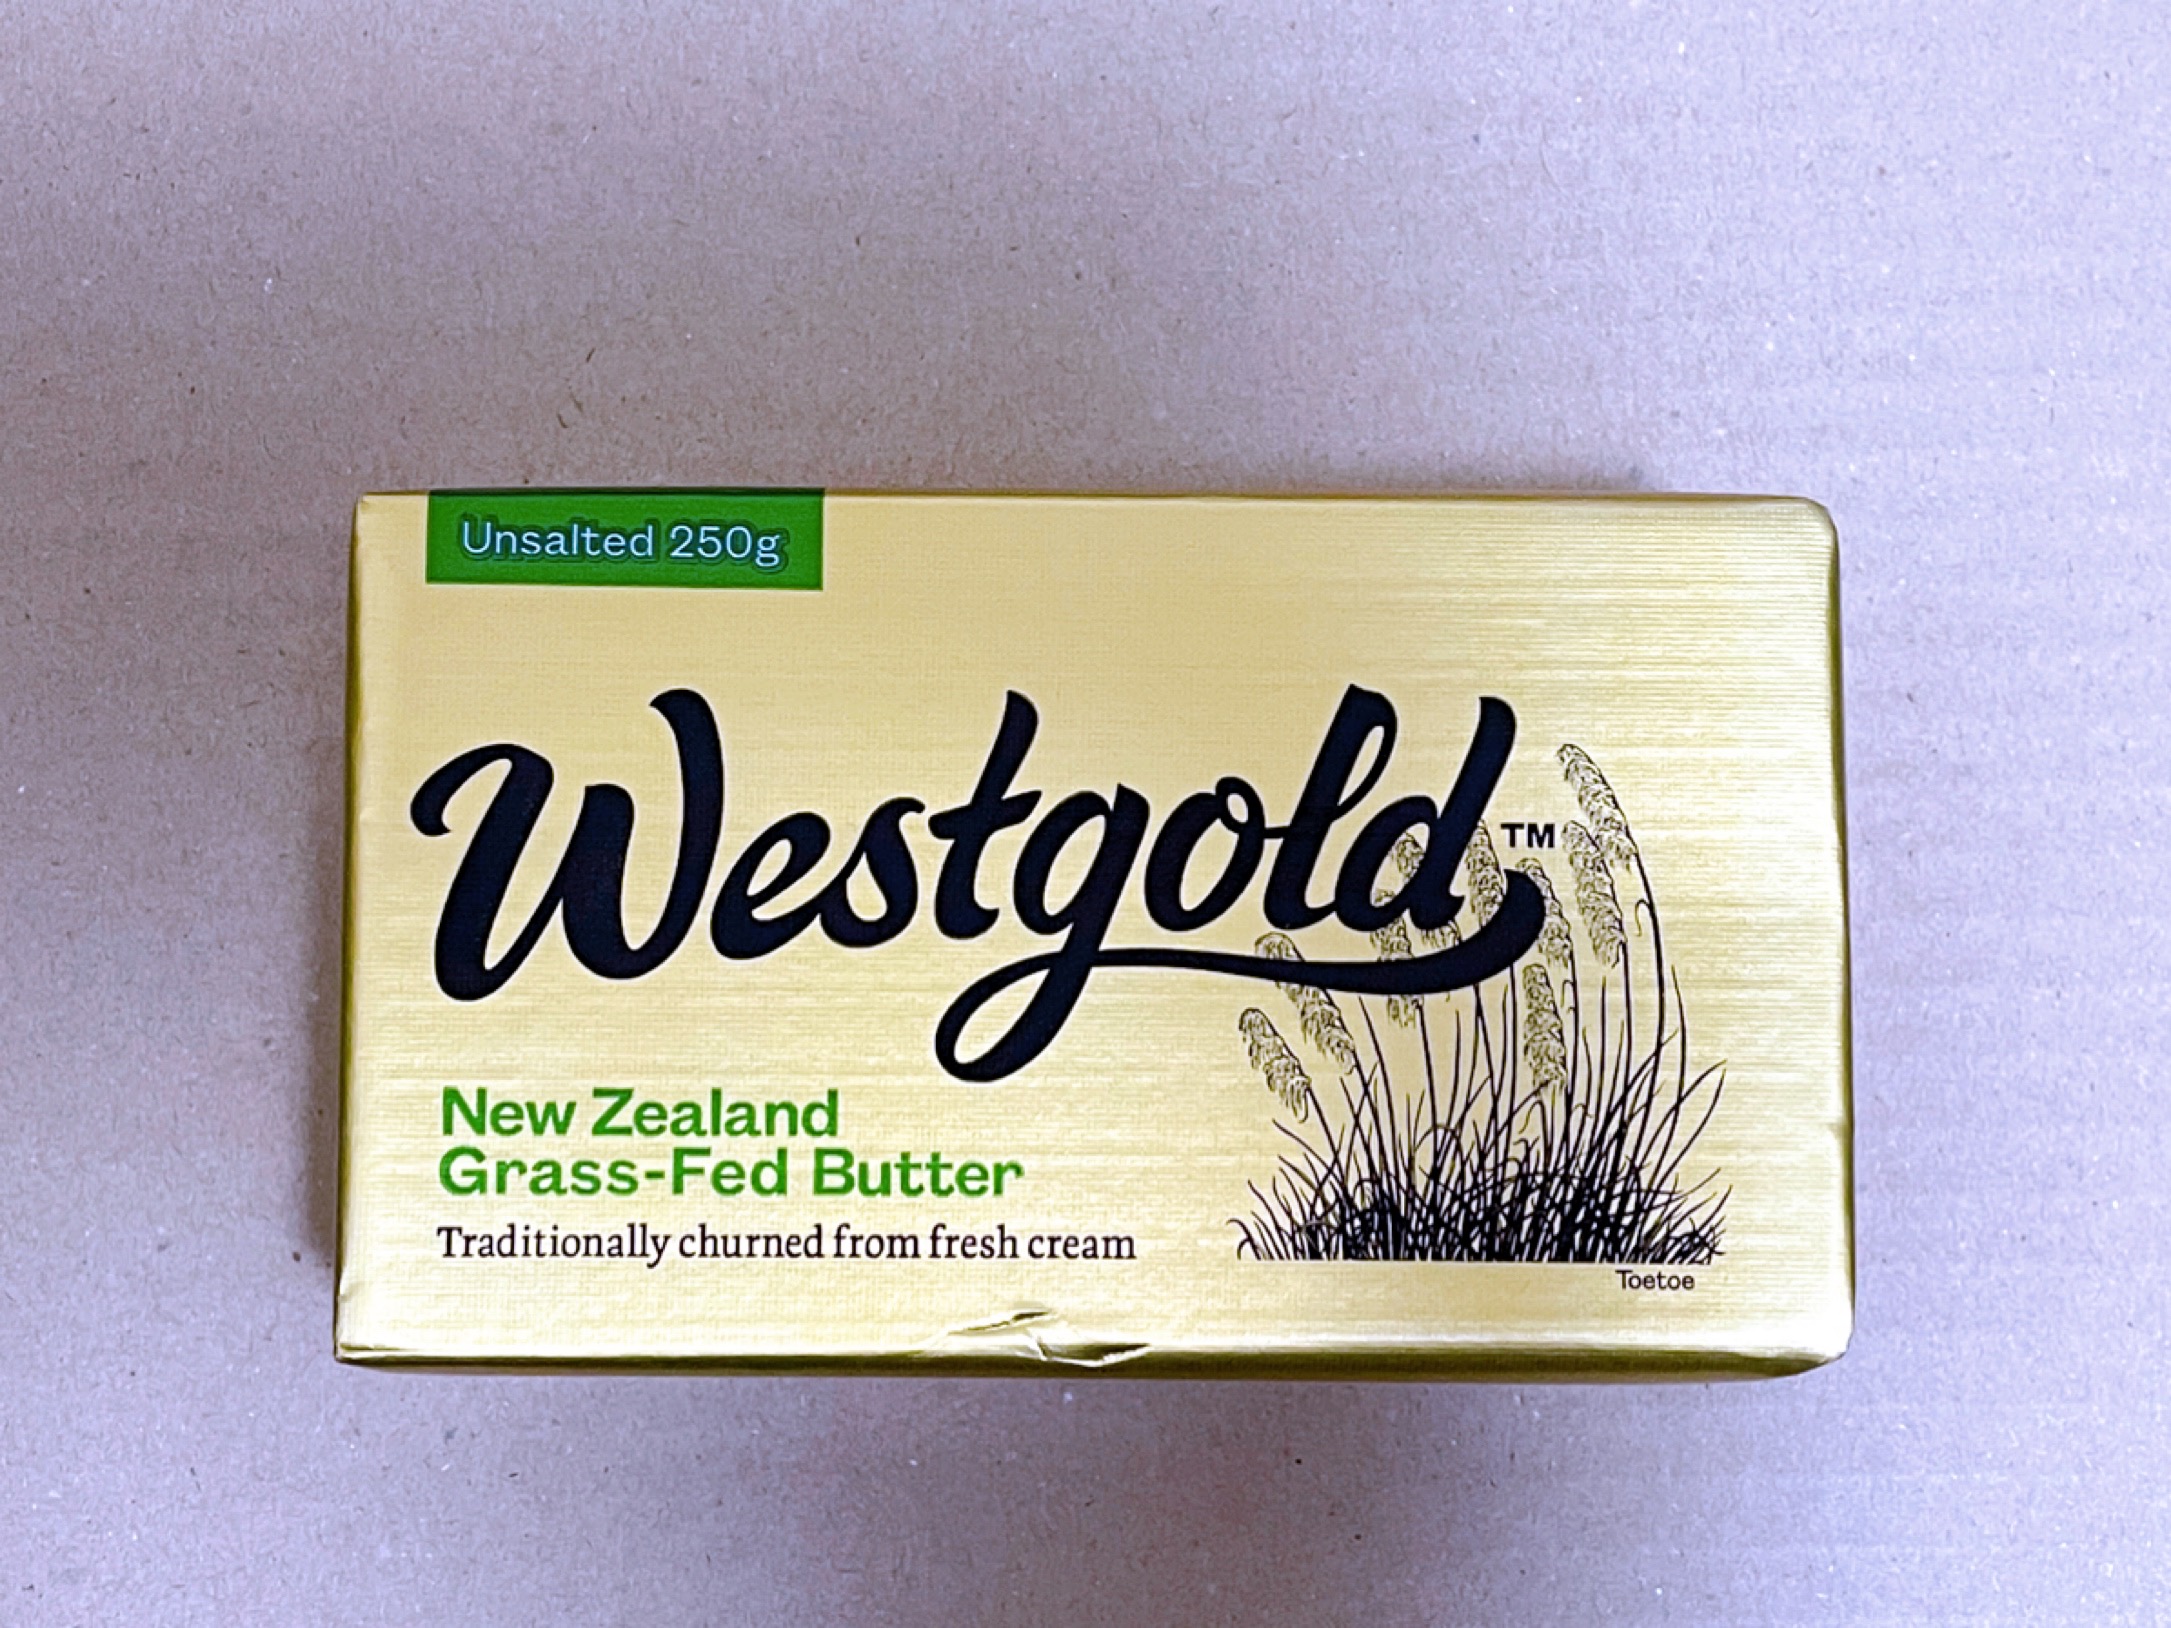 Unsalted 250g
Westgold™
New Zealand
Grass-Fed Butter
Traditionally churned from fresh cream
Toetoe